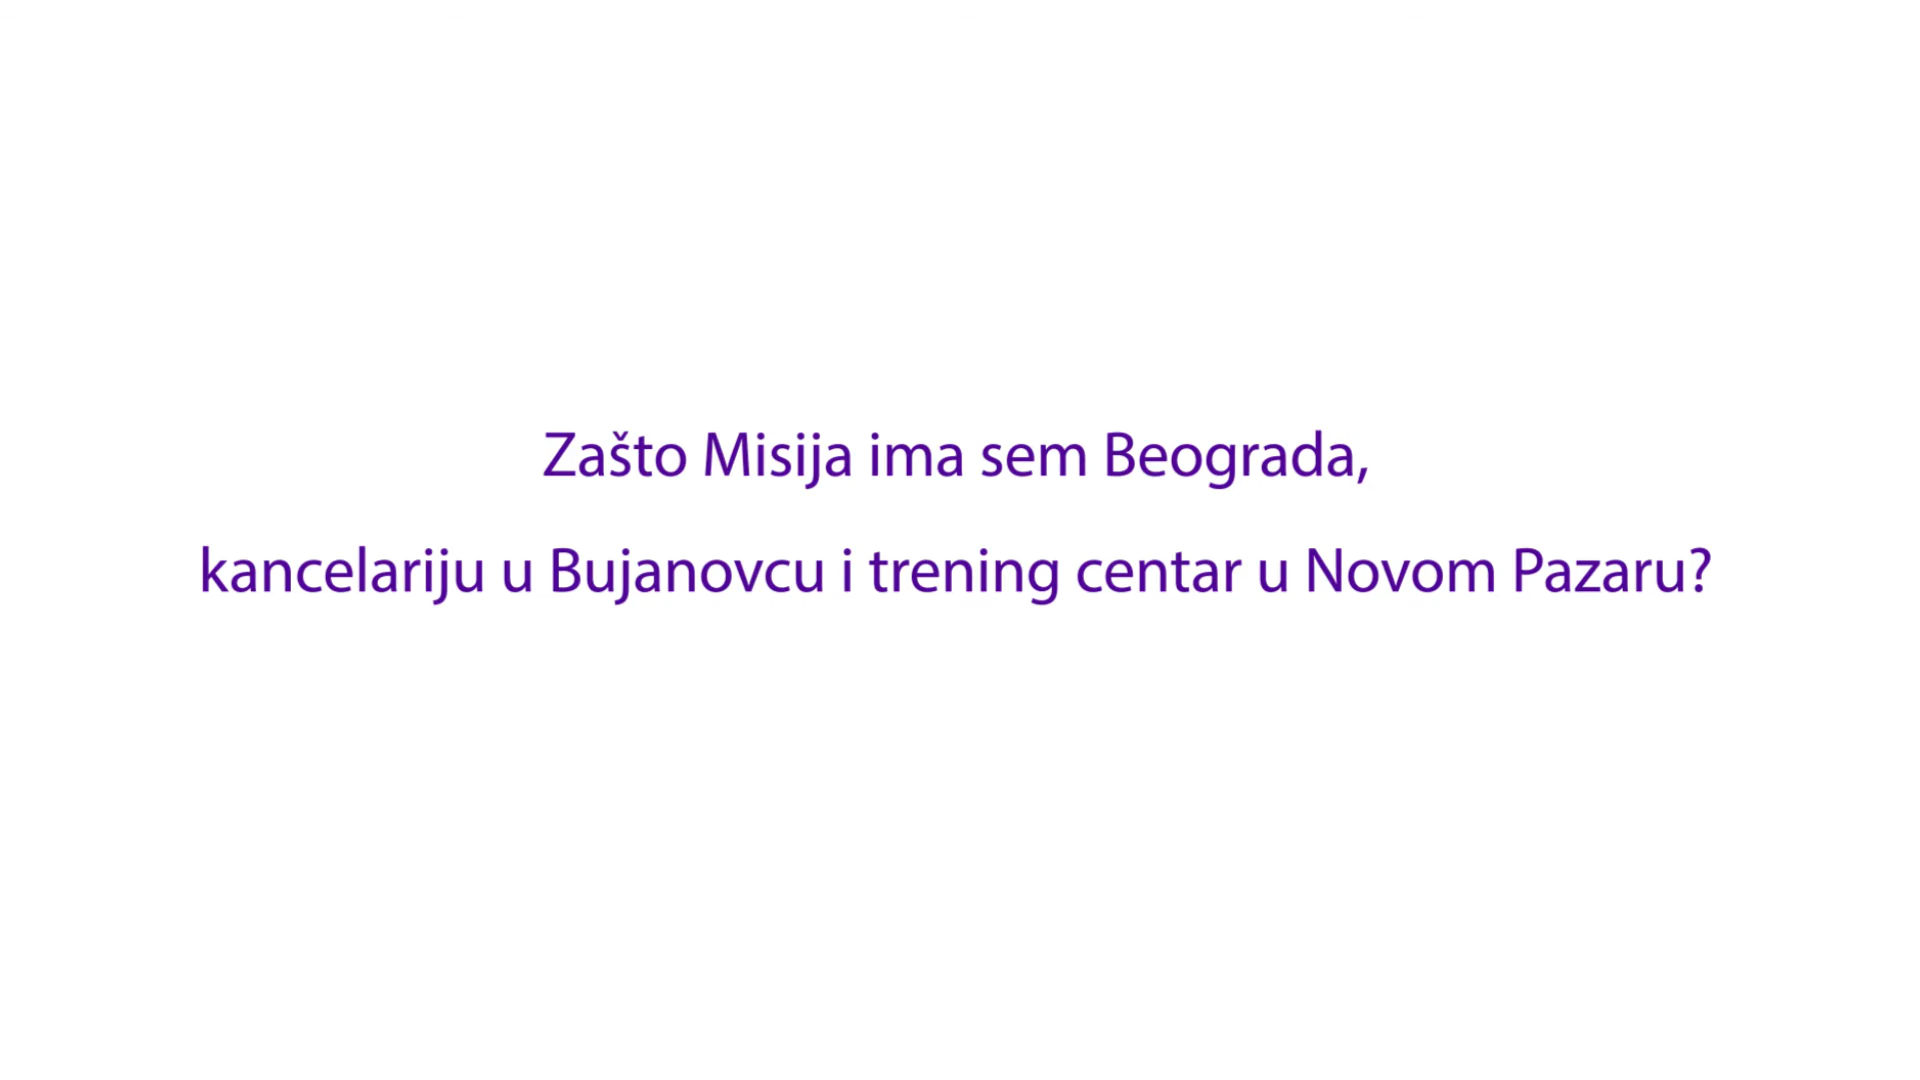 Zašto Misija ima sem Beograda,
kancelariju u Bujanovcu i trening centar u Novom Pazaru?